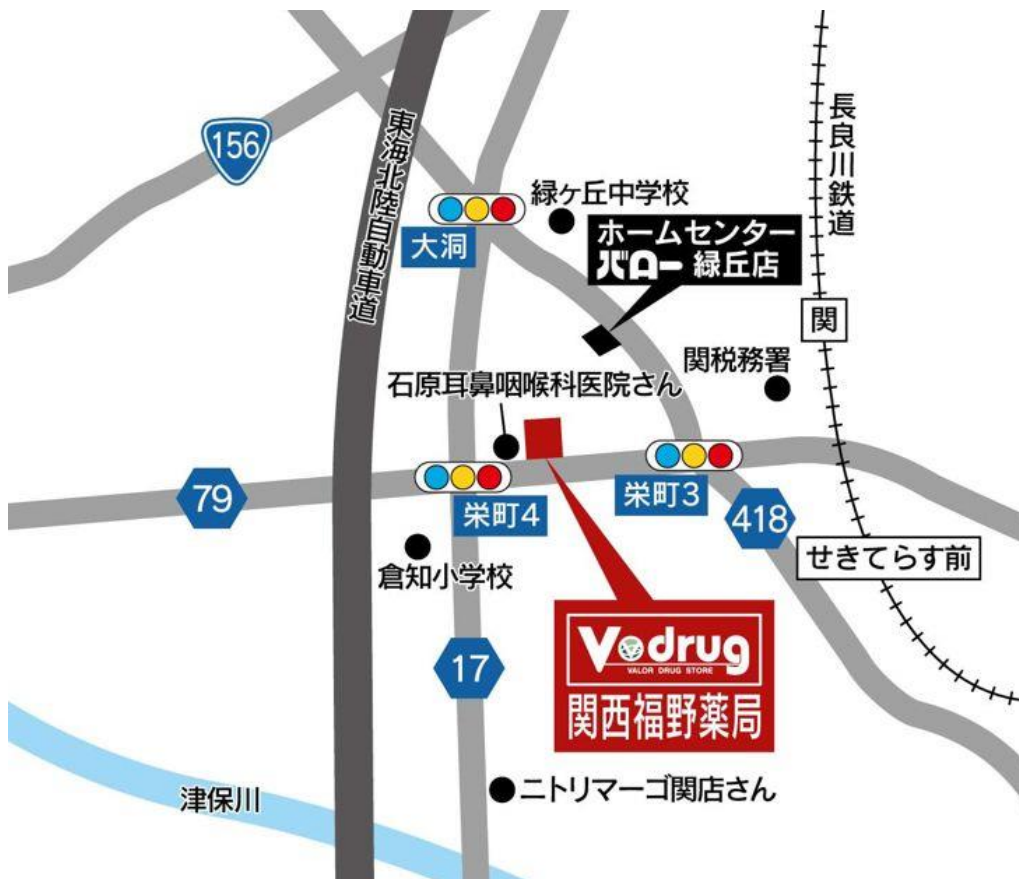 156
東海北陸自動車道
長良川鉄道
緑ヶ丘中学校
大洞
ホームセンター
バロー 緑丘店
関
関税務署
石原耳鼻咽喉科医院さん
79
栄町4
栄町3
418
倉知小学校
せきてらす前
17
V drug
VALOR DRUG STORE
関西福野薬局
ニトリマーゴ関店さん
津保川